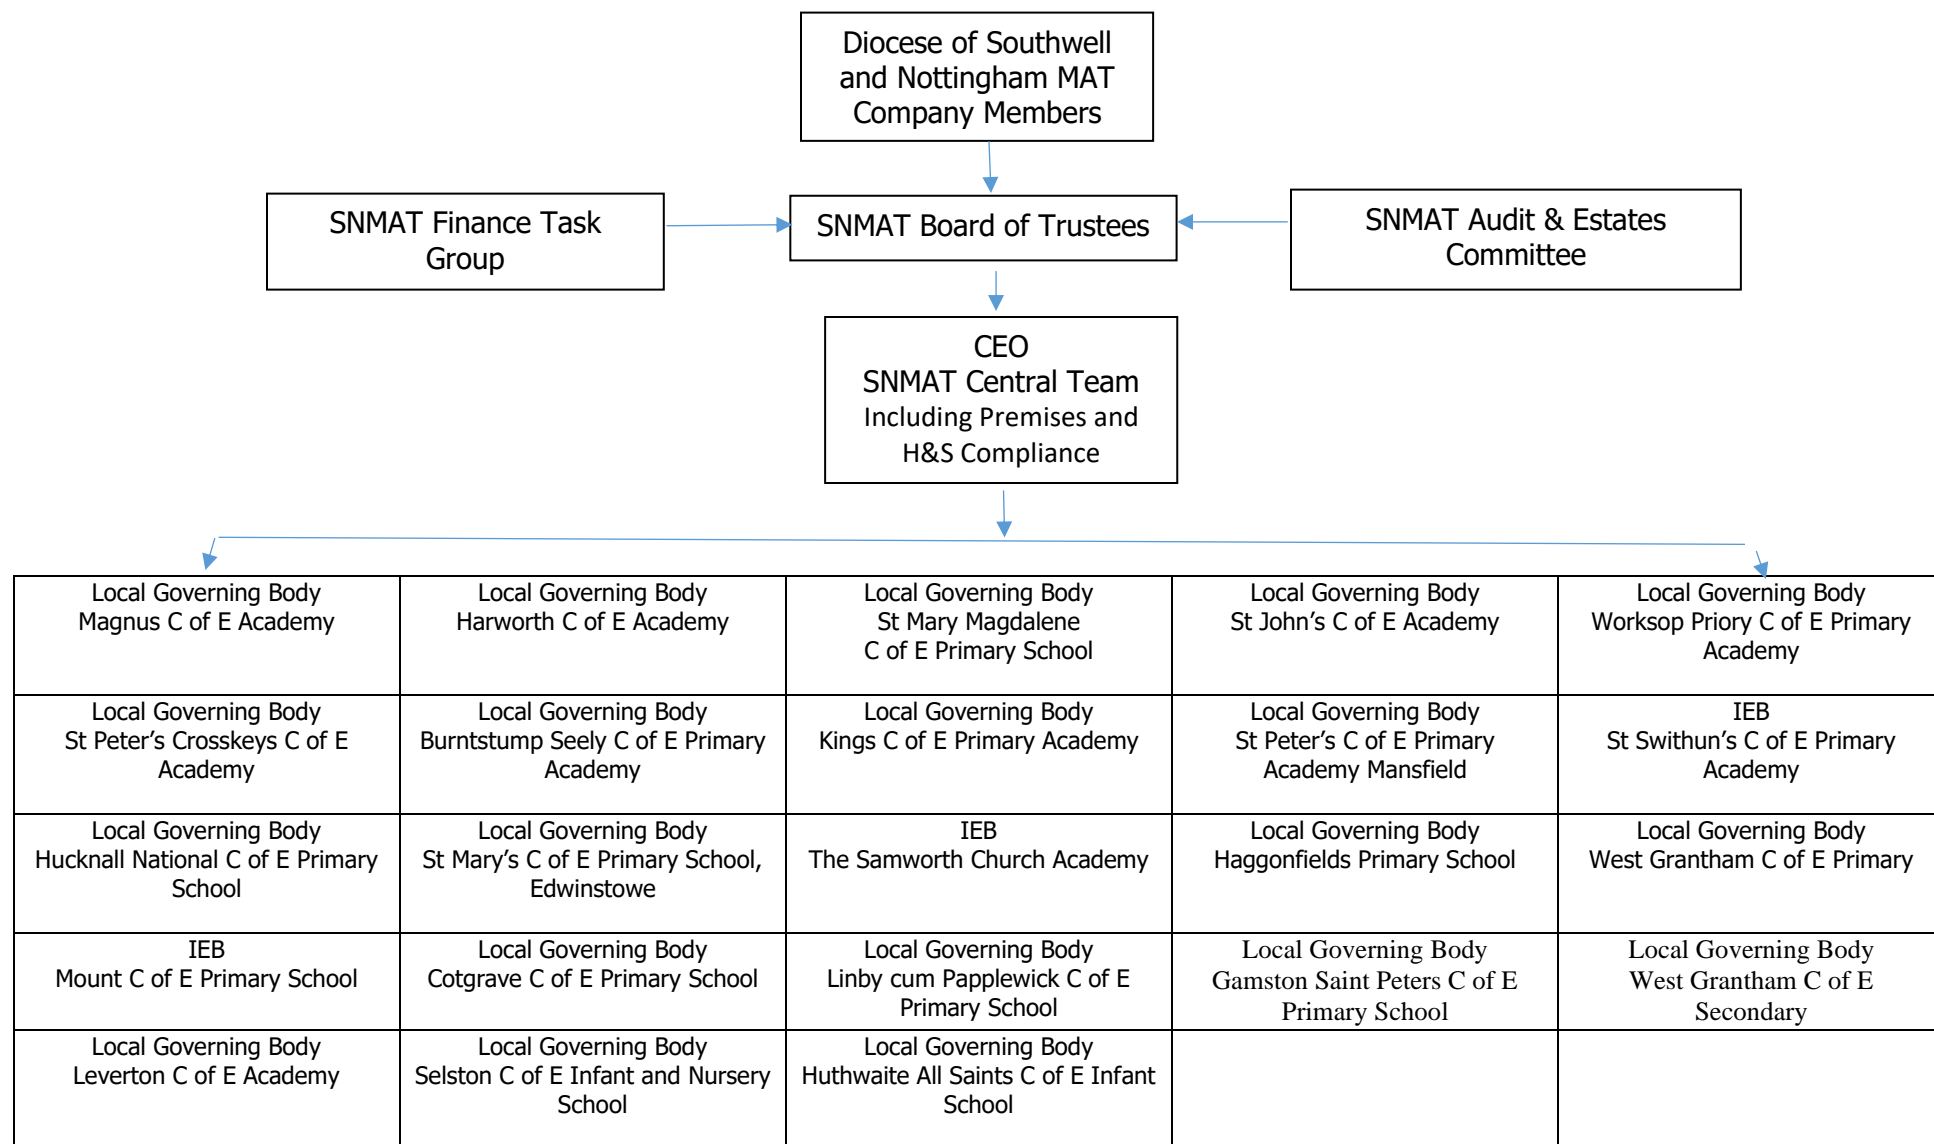 Diocese of Southwell
and Nottingham MAT
Company Members
SNMAT Finance Task
Group
SNMAT Board of Trustees
SNMAT Audit & Estates
Committee
CEO
SNMAT Central Team
Including Premises and
H&S Compliance
Local Governing Body
Magnus C of E Academy
Local Governing Body
Harworth C of E Academy
Local Governing Body
St Mary Magdalene
C of E Primary School
Local Governing Body
St John’s C of E Academy
Local Governing Body
Worksop Priory C of E Primary
Academy
Local Governing Body
St Peter’s Crosskeys C of E
Academy
Local Governing Body
Burntstump Seely C of E Primary
Academy
Local Governing Body
Kings C of E Primary Academy
Local Governing Body
St Peter’s C of E Primary
Academy Mansfield
IEB
St Swithun’s C of E Primary
Academy
Local Governing Body
Hucknall National C of E Primary
School
Local Governing Body
St Mary’s C of E Primary School,
Edwinstowe
IEB
The Samworth Church Academy
Local Governing Body
Haggonfields Primary School
Local Governing Body
West Grantham C of E Primary
IEB
Mount C of E Primary School
Local Governing Body
Cotgrave C of E Primary School
Local Governing Body
Linby cum Papplewick C of E
Primary School
Local Governing Body
Gamston Saint Peters C of E
Primary School
Local Governing Body
West Grantham C of E
Secondary
Local Governing Body
Leverton C of E Academy
Local Governing Body
Selston C of E Infant and Nursery
School
Local Governing Body
Huthwaite All Saints C of E Infant
School